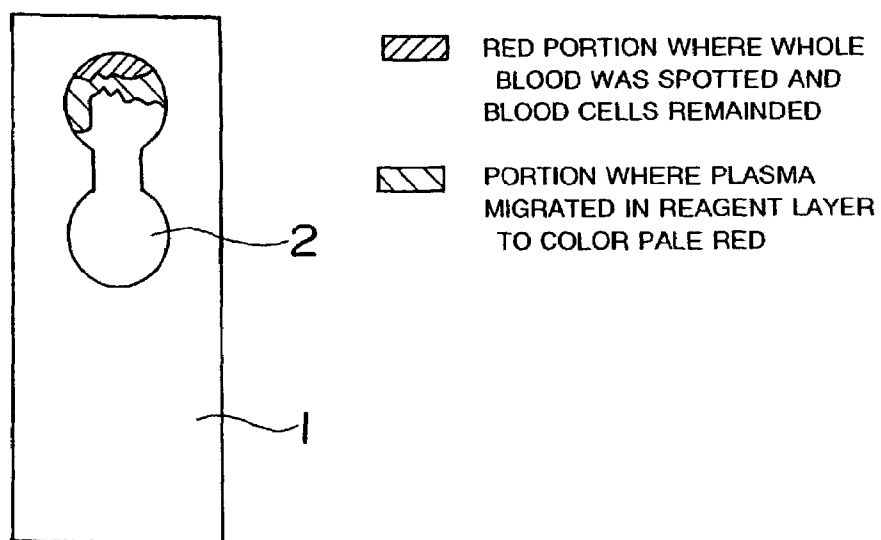 RED PORTION WHERE WHOLE
BLOOD WAS SPOTTED AND
BLOOD CELLS REMAINDED
PORTION WHERE PLASMA
MIGRATED IN REAGENT LAYER
TO COLOR PALE RED
2
1